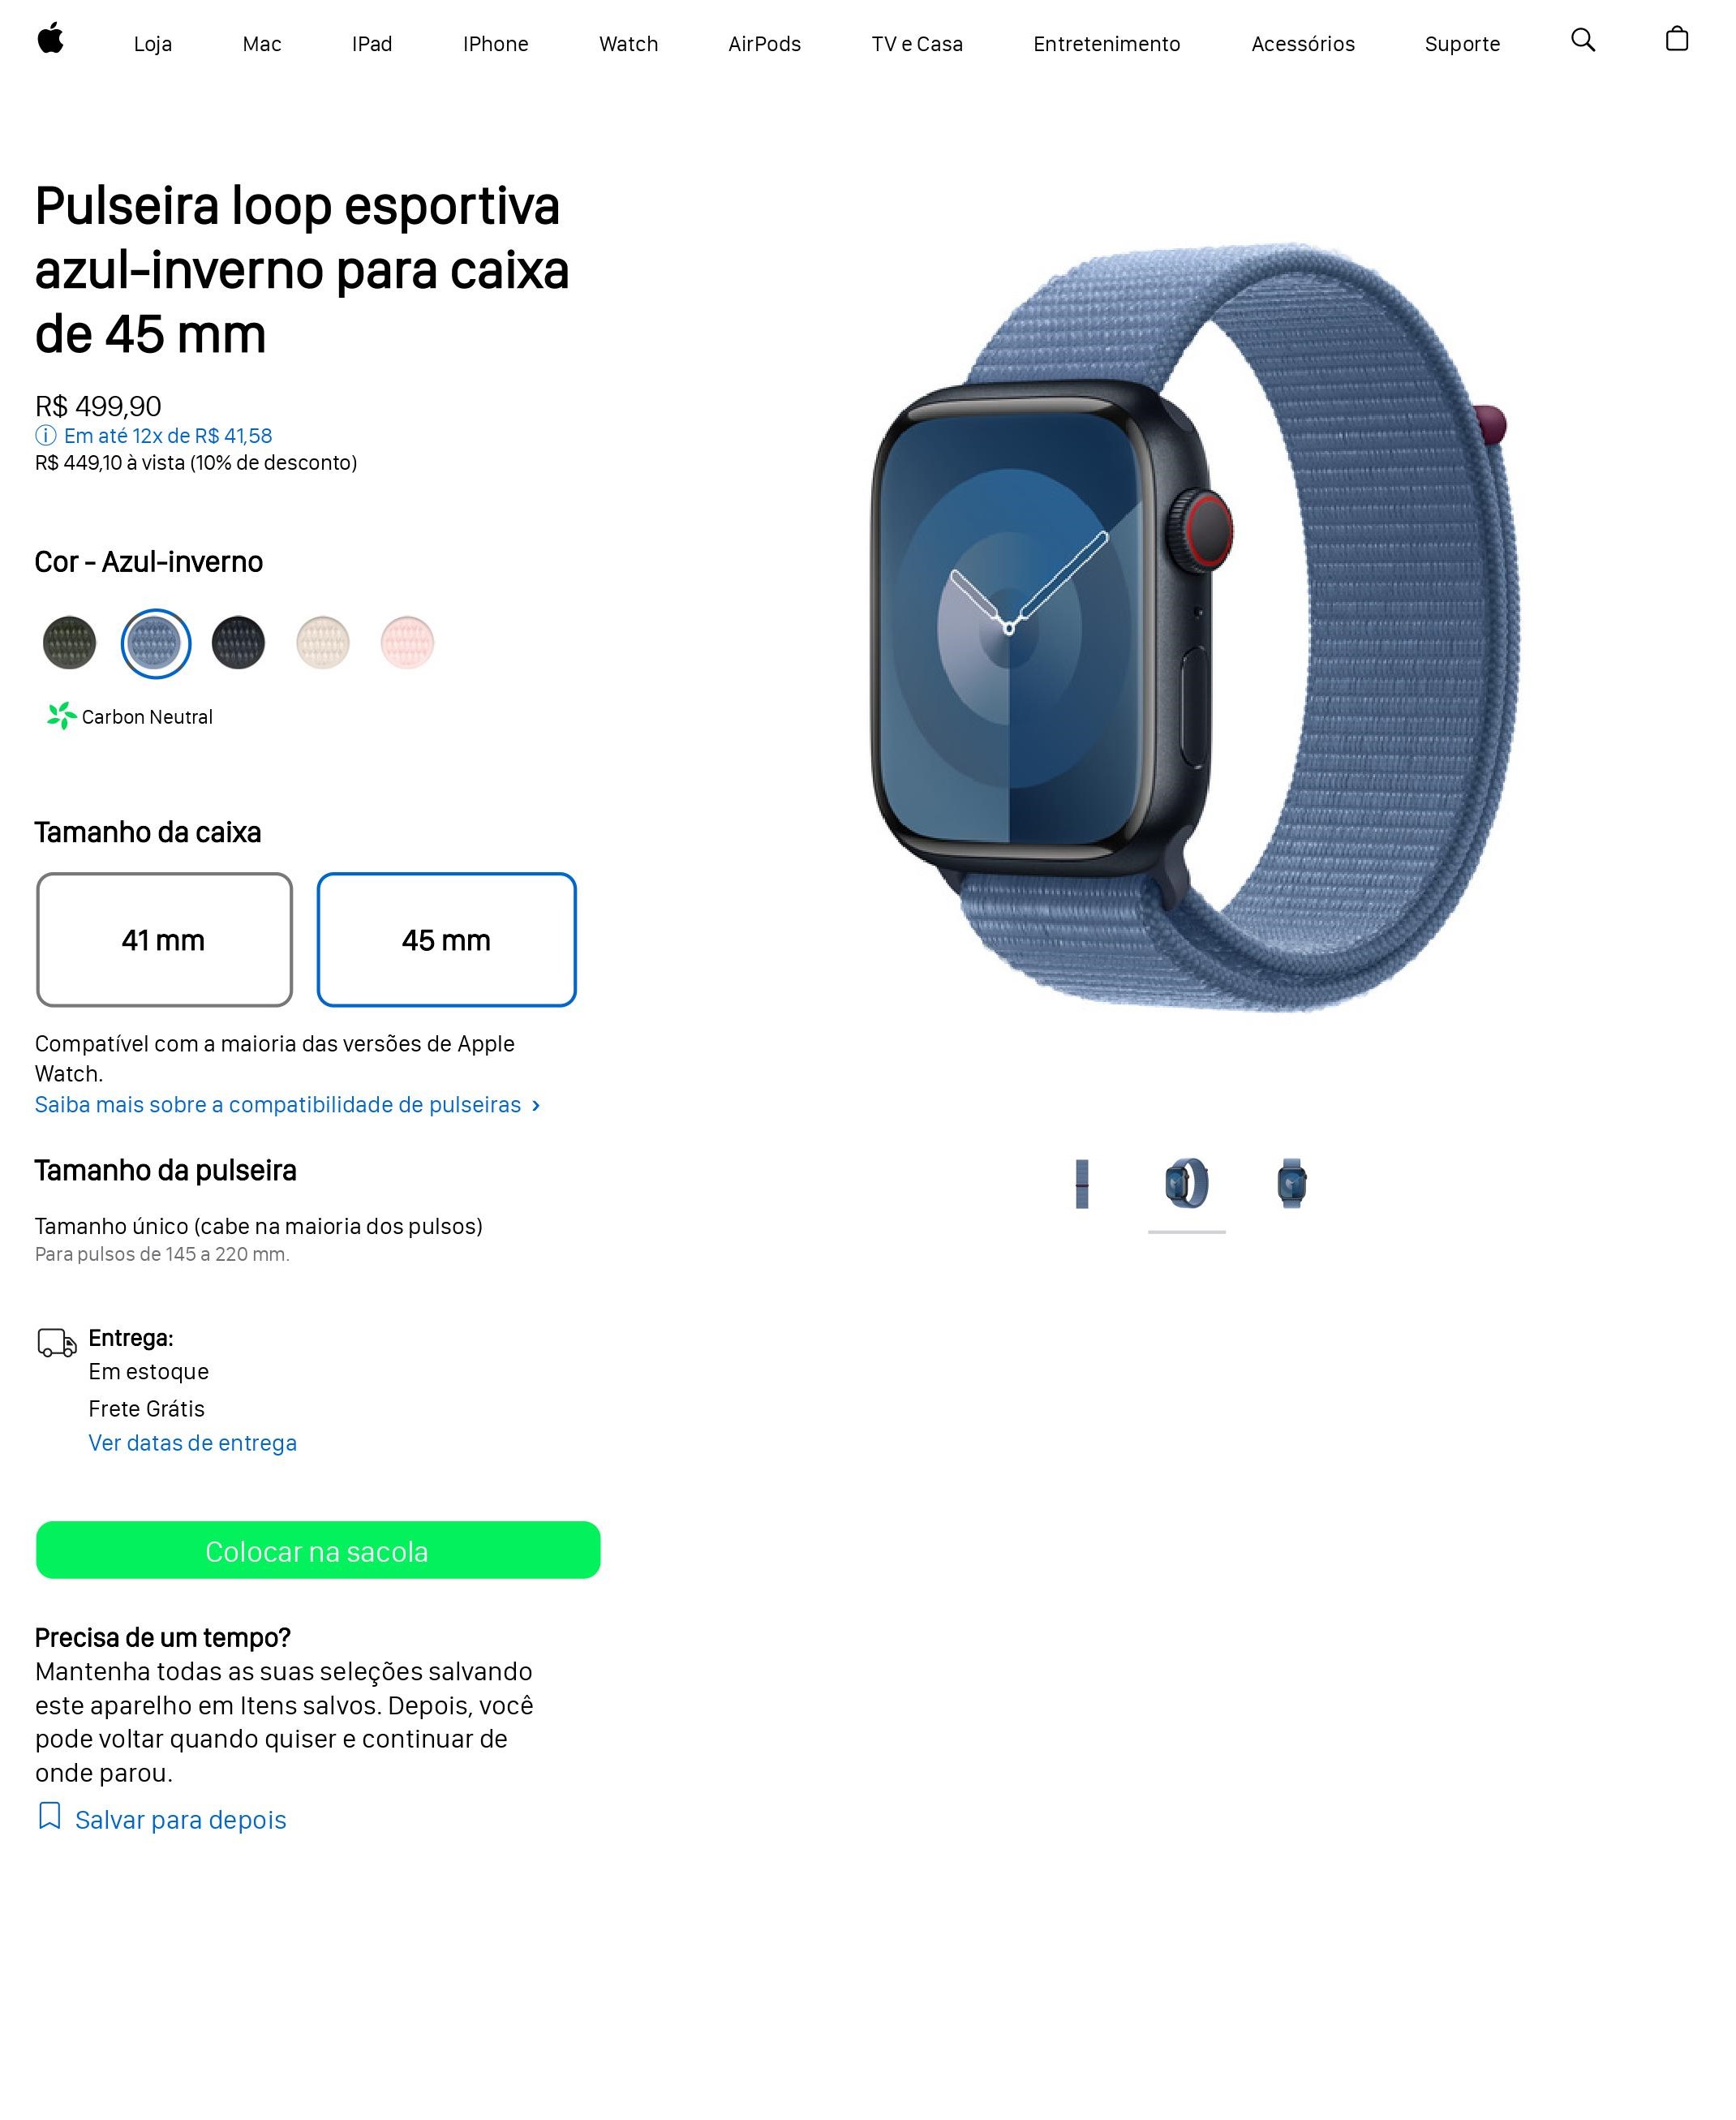 Loja Mac IPad IPhone Watch AirPods TV e Casa Entretenimento Acessórios Suporte
Pulseira loop esportiva
azul-inverno para caixa
de 45 mm
R$ 499,90
Em até 12x de R$ 41,58
R$ 449,10 à vista (10% de desconto)
Cor - Azul-inverno
Carbon Neutral
Tamanho da caixa
41 mm
45 mm
Compatível com a maioria das versões de Apple
Watch.
Saiba mais sobre a compatibilidade de pulseiras ›
Tamanho da pulseira
Tamanho único (cabe na maioria dos pulsos)
Para pulsos de 145 a 220 mm.
Entrega:
Em estoque
Frete Grátis
Ver datas de entrega
Colocar na sacola
Precisa de um tempo?
Mantenha todas as suas seleções salvando
este aparelho em Itens salvos. Depois, você
pode voltar quando quiser e continuar de
onde parou.
Salvar para depois